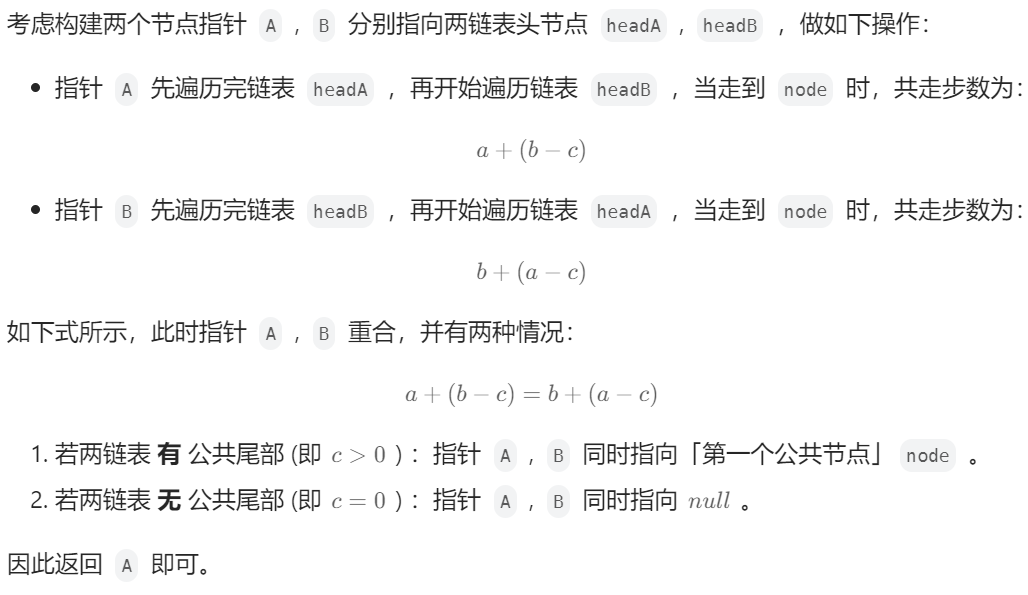 考虑构建两个节点指针 A , B 分别指向两链表头节点 headA , headB ，做如下操作：
• 指针 A 先遍历完链表 headA ，再开始遍历链表 headB ，当走到 node 时，共走步数为：
a + (b − c)
• 指针 B 先遍历完链表 headB ，再开始遍历链表 headA ，当走到 node 时，共走步数为：
b + (a − c)
如下式所示，此时指针 A , B 重合，并有两种情况：
a + (b − c) = b + (a − c)
1. 若两链表 有 公共尾部 (即 c > 0 ) ：指针 A , B 同时指向「第一个公共节点」 node 。
2. 若两链表 无 公共尾部 (即 c = 0 ) ：指针 A , B 同时指向 null 。
因此返回 A 即可。